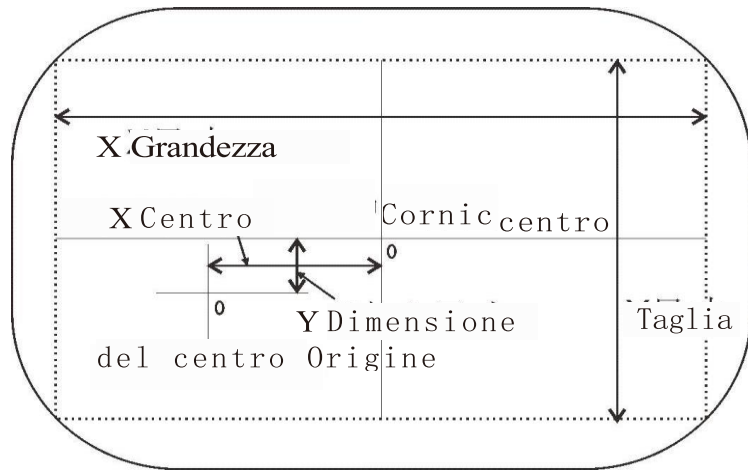 X Grandezza
X Centro
Cornic centro
0
0
Y Dimensione
Taglia
del centro Origine